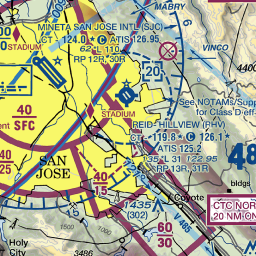 MABRY
MINETA SAN JOSE INTL (SJC)
CT - 124.0 C ATIS 126.95
62 L 110
RP 12R, 30R
STADIUM
VINCO
20
See NOTAMs/Supp
for Class D eff
STADIUM
40
SFC
REID-HILLVIEW (RHV)
CT - 119.8 C 126.1
ATIS 125.2
135 L 31 122.95
RP 13R, 31R
SAN
JOSE
48
bldgs
40
15
1435
(302)
V 485
Coyote
CTC NOR
20 NM ON
60
30
Holy
City